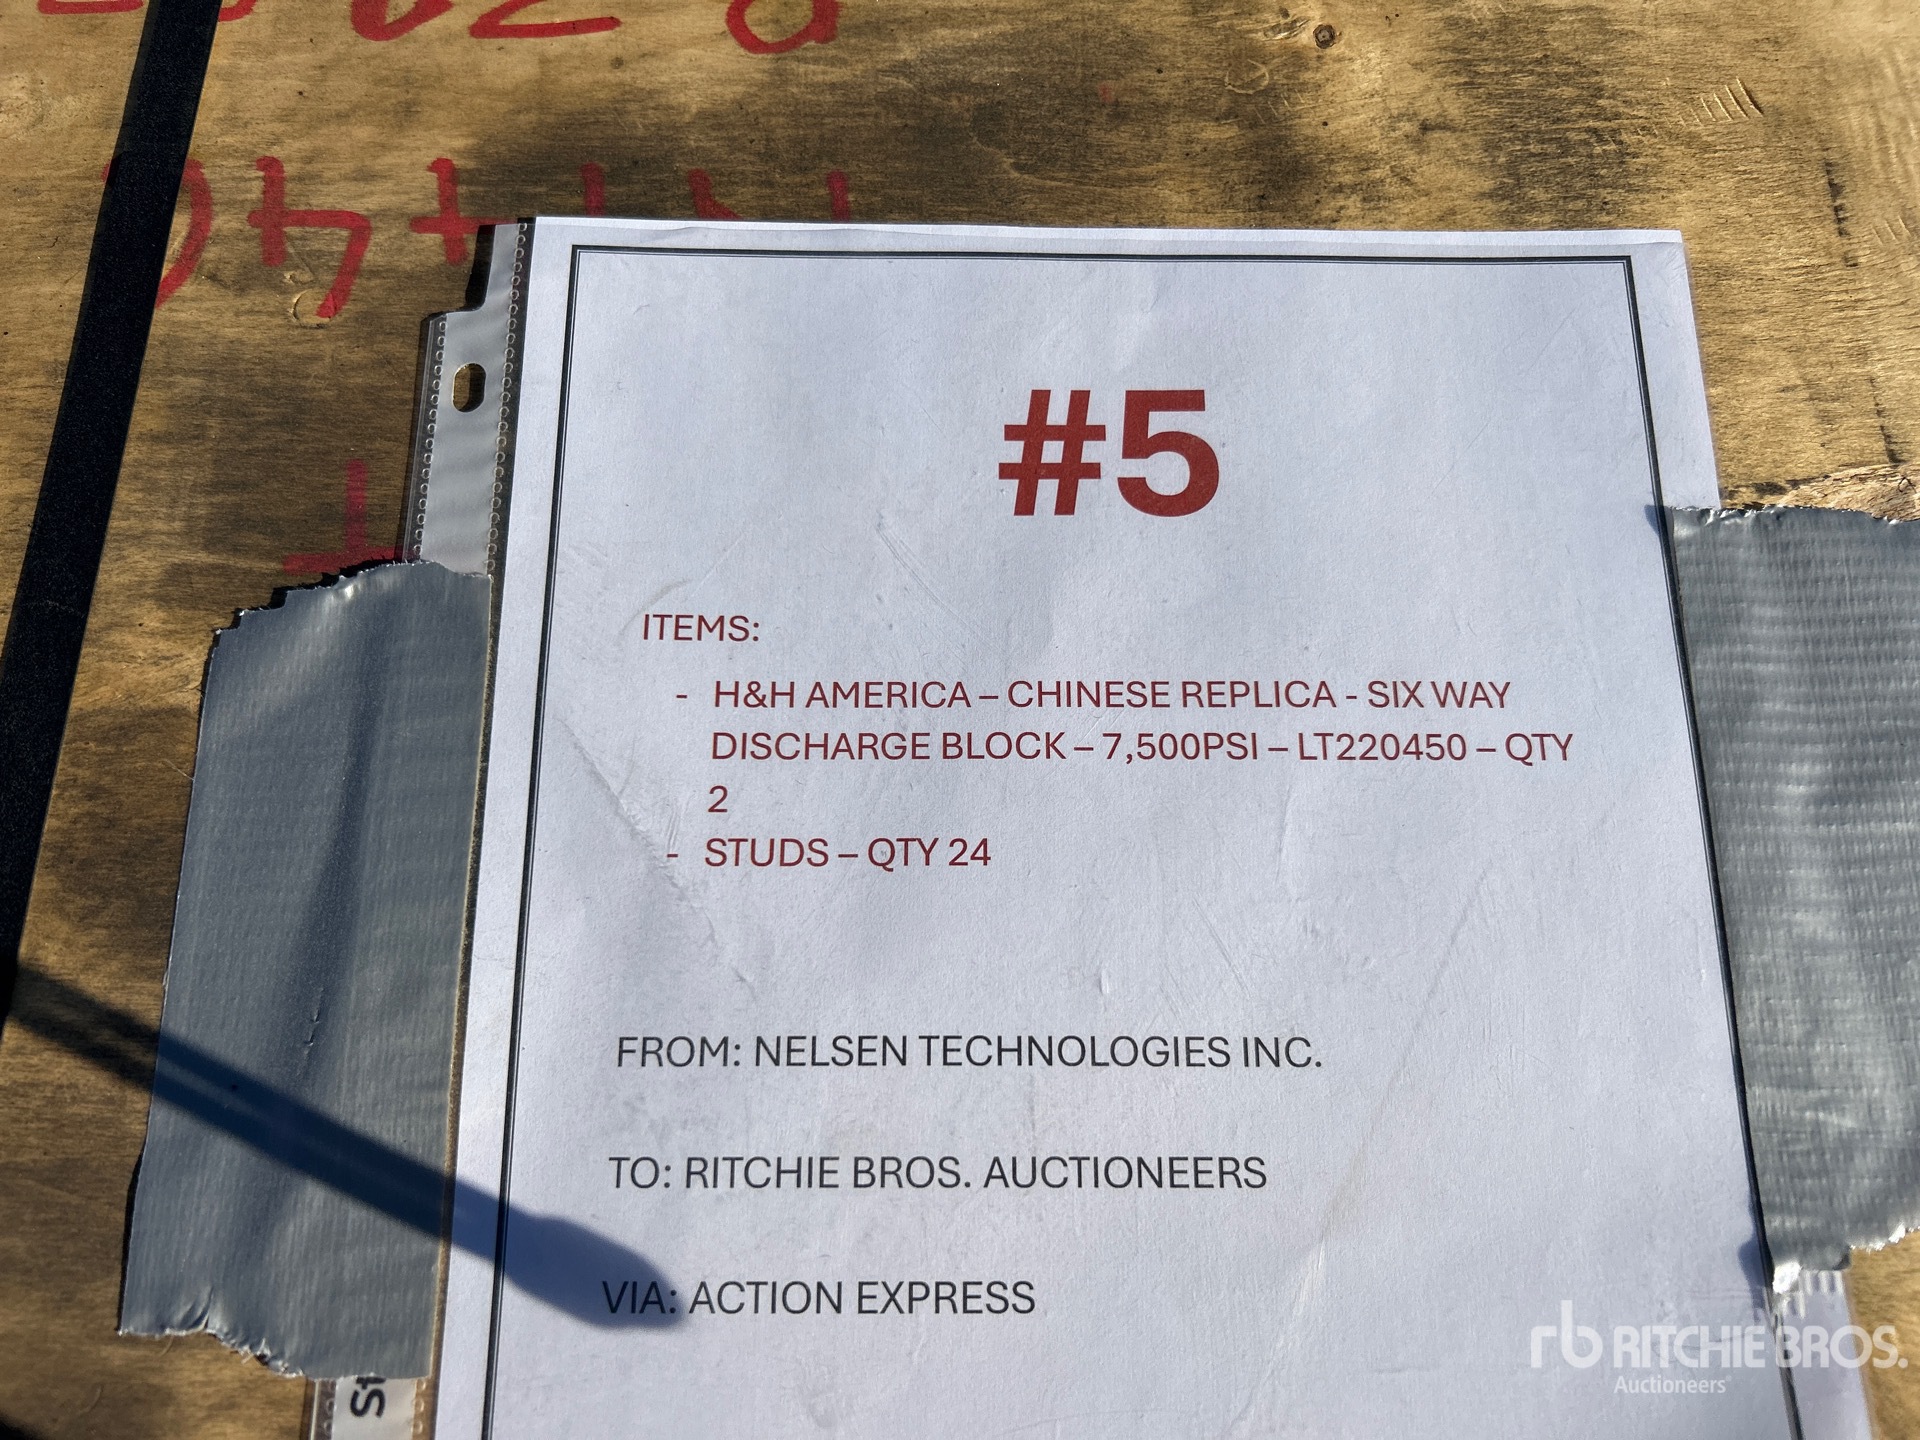 #5
ITEMS:
- H&H AMERICA – CHINESE REPLICA - SIX WAY
DISCHARGE BLOCK – 7,500PSI – LT220450 – QTY
2
- STUDS – QTY 24
FROM: NELSEN TECHNOLOGIES INC.
TO: RITCHIE BROS. AUCTIONEERS
VIA: ACTION EXPRESS
rb RITCHIE BROS.
Auctioneers